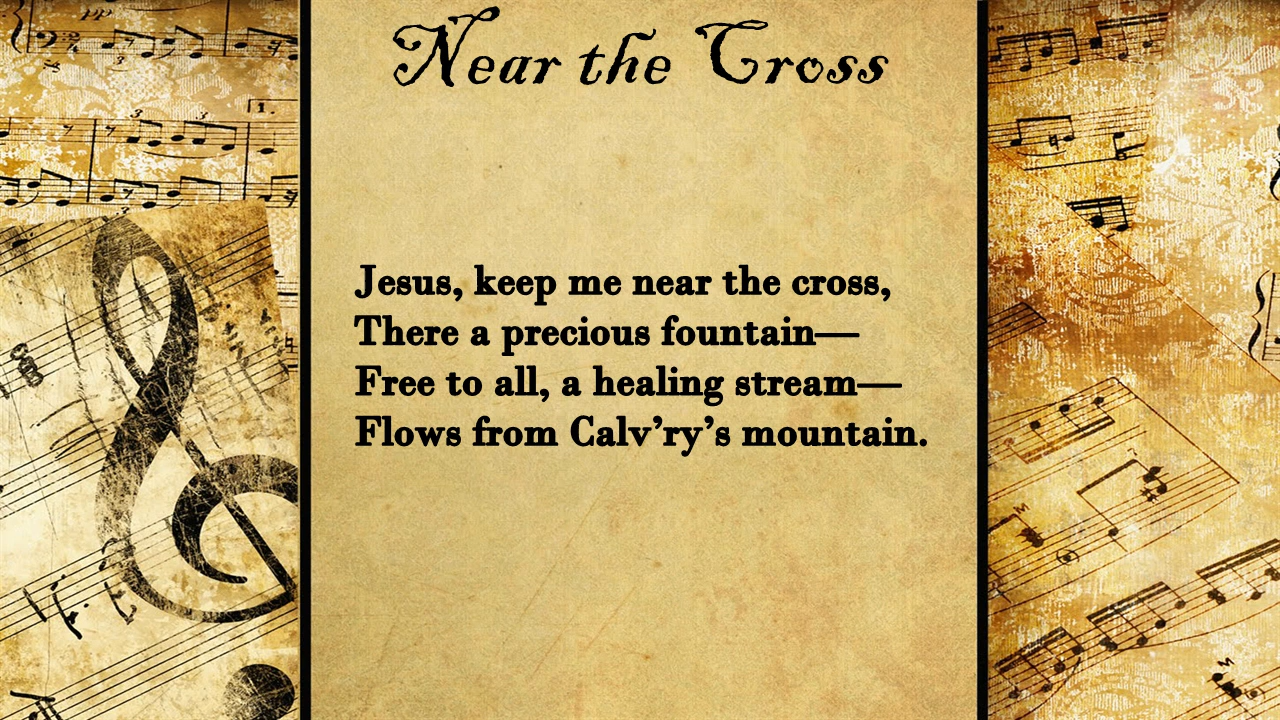 Near the Cross
Jesus, keep me near the cross,
There a precious fountain—
Free to all, a healing stream—
Flows from Calv’ry’s mountain.